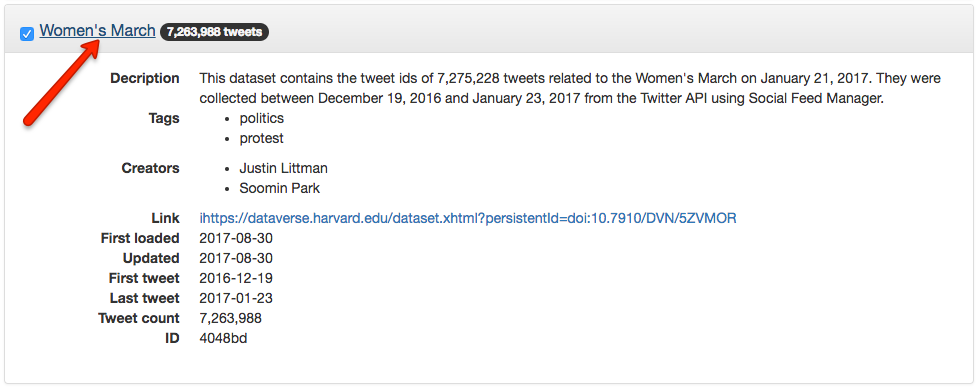 Women's March 7,263,988 tweets
Decription This dataset contains the tweet ids of 7,275,228 tweets related to the Women's March on January 21, 2017. They were
collected between December 19, 2016 and January 23, 2017 from the Twitter API using Social Feed Manager.
Tags • politics
• protest
Creators • Justin Littman
• Soomin Park
Link ihttps://dataverse.harvard.edu/dataset.xhtml?persistentId=doi:10.7910/DVN/5ZVMOR
First loaded 2017-08-30
Updated 2017-08-30
First tweet 2016-12-19
Last tweet 2017-01-23
Tweet count 7,263,988
ID 4048bd